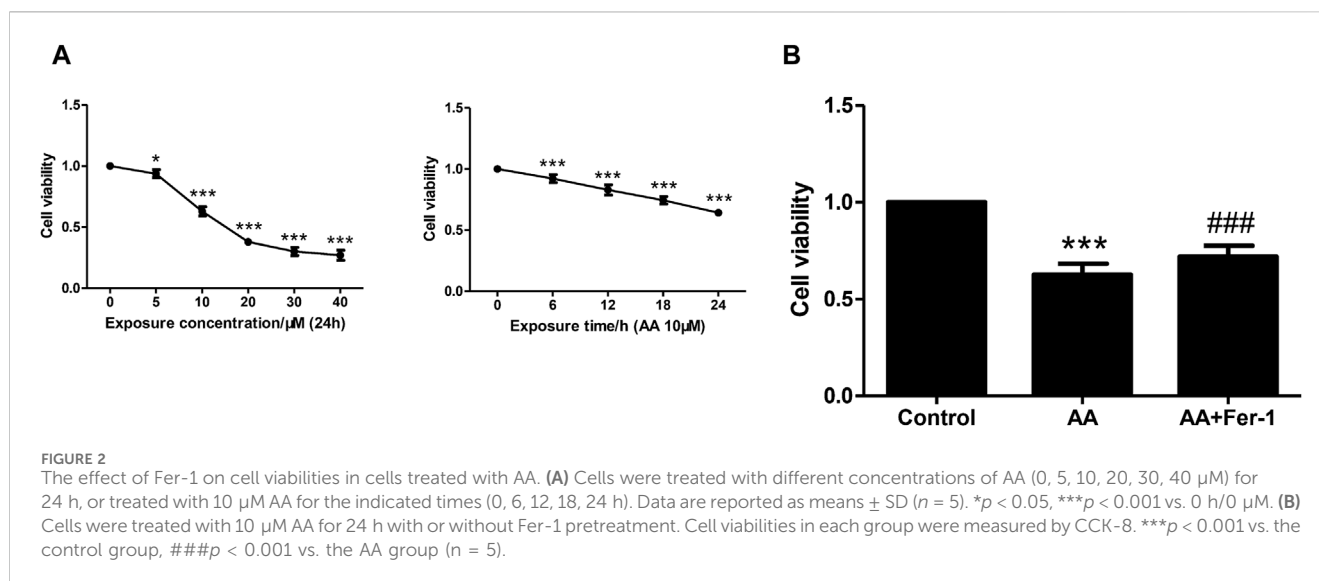 A
B
1.5
1.0
0.5
0.0
Cell viability
*
***
***
***
***
0 5 10 20 30 40
Exposure concentration/µM (24h)
1.5
1.0
0.5
0.0
Cell viability
***
***
***
***
0 6 12 18 24
Exposure time/h (AA 10µM)
1.5
1.0
0.5
0.0
Cell viability
***
###
Control AA AA+Fer-1
FIGURE 2
The effect of Fer-1 on cell viabilities in cells treated with AA. (A) Cells were treated with different concentrations of AA (0, 5, 10, 20, 30, 40 µM) for
24 h, or treated with 10 µM AA for the indicated times (0, 6, 12, 18, 24 h). Data are reported as means ± SD (n = 5). *p < 0.05, ***p < 0.001 vs. 0 h/0 µM. (B)
Cells were treated with 10 µM AA for 24 h with or without Fer-1 pretreatment. Cell viabilities in each group were measured by CCK-8. ***p < 0.001 vs. the
control group, ###p < 0.001 vs. the AA group (n = 5).